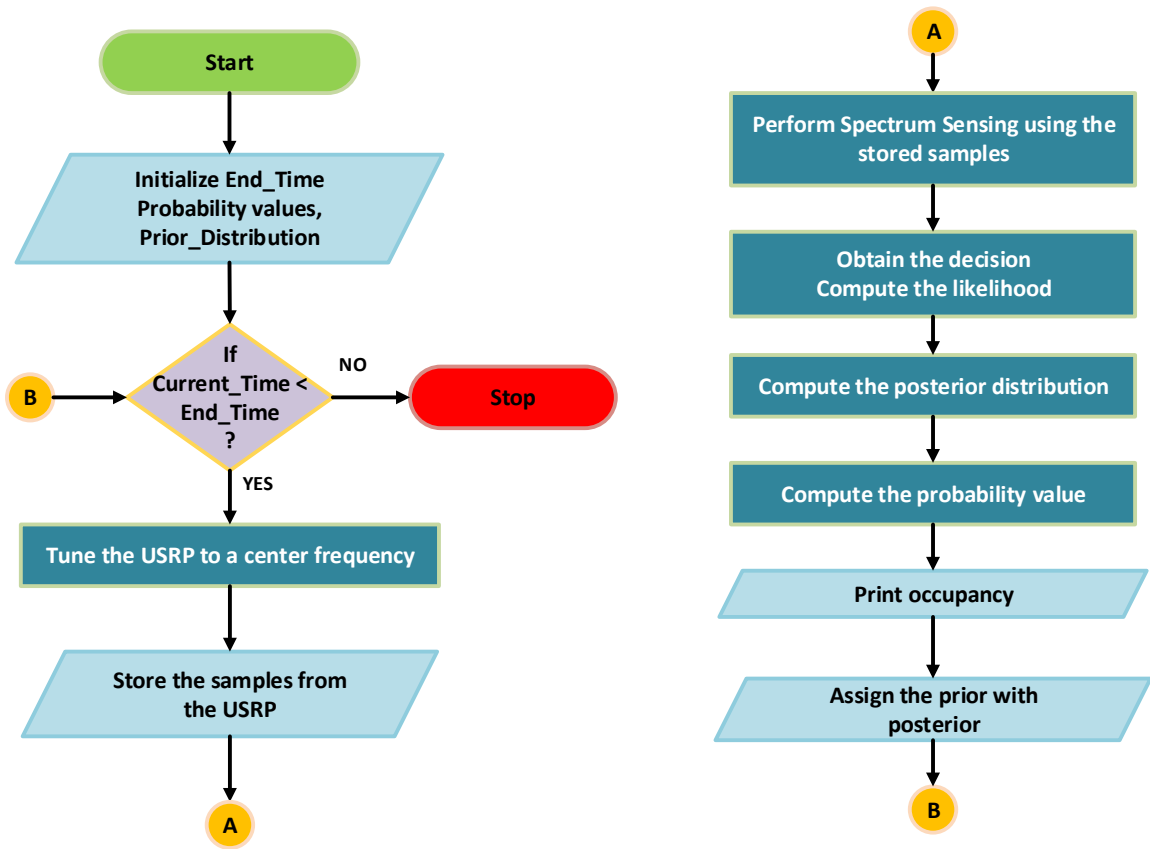 Start
Initialize End_Time
Probability values,
Prior_Distribution
If
Current_Time <
End_Time
?
NO
Stop
B
YES
Tune the USRP to a center frequency
Store the samples from
the USRP
A
A
Perform Spectrum Sensing using the
stored samples
Obtain the decision
Compute the likelihood
Compute the posterior distribution
Compute the probability value
Print occupancy
Assign the prior with
posterior
B